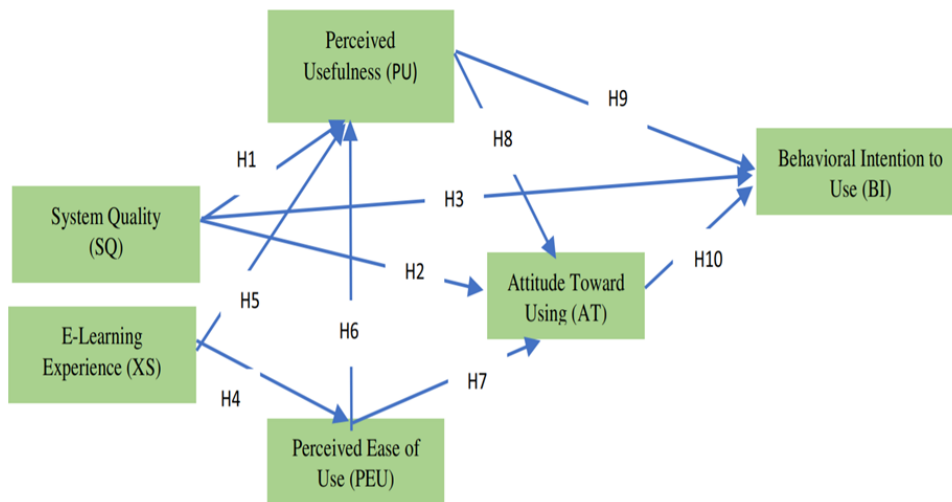 Perceived
Usefulness (PU)
H9
H8
H1
Behavioral Intention to
Use (BI)
H3
System Quality
(SQ)
H2
H10
Attitude Toward
Using (AT)
H5
E-Learning
Experience (XS)
H6
H7
H4
Perceived Ease of
Use (PEU)